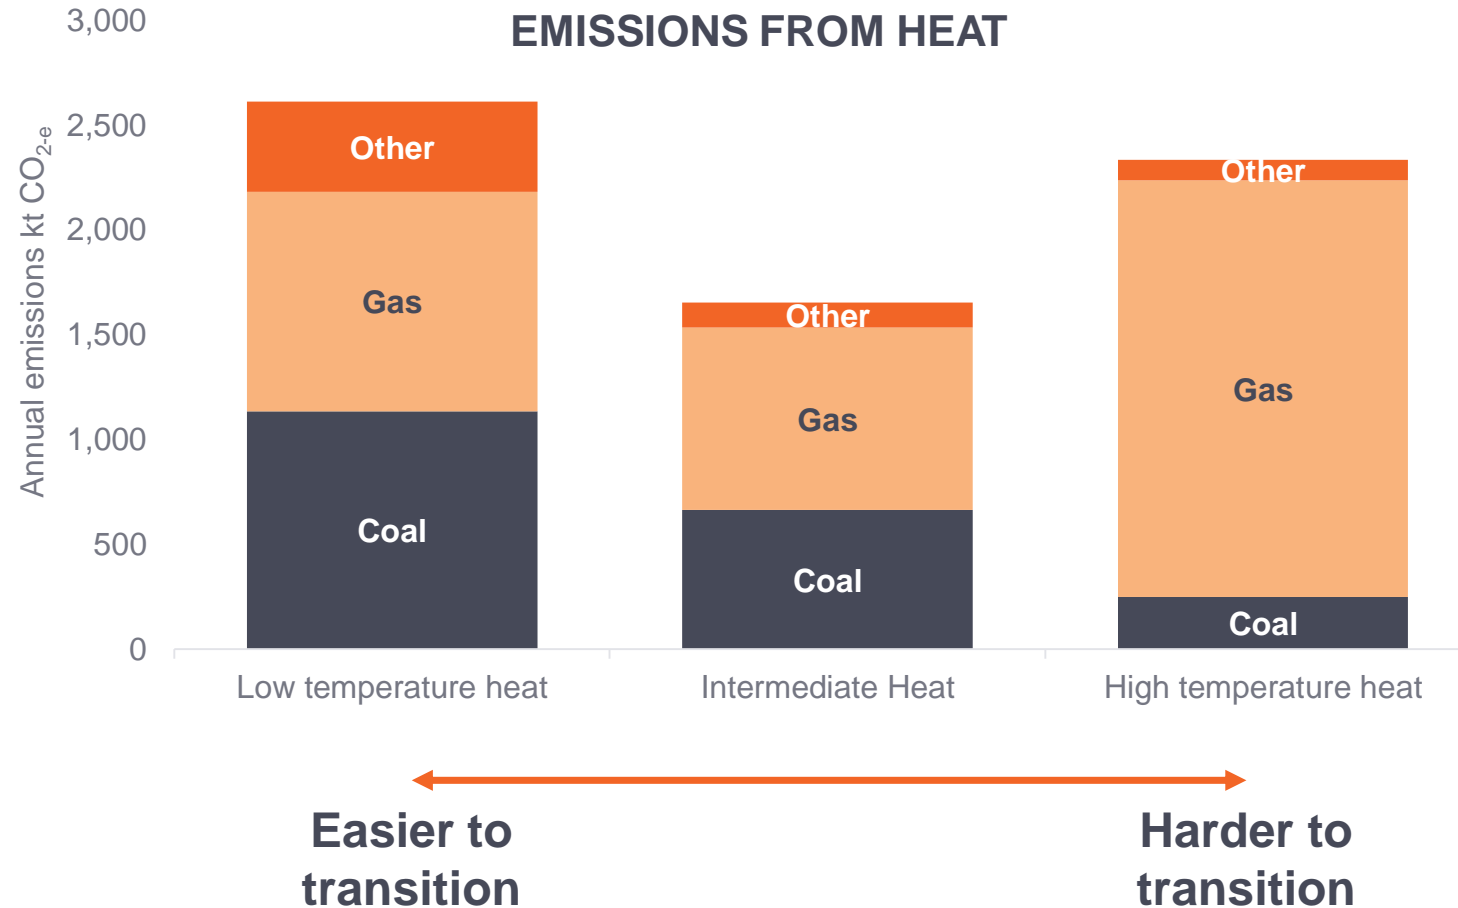 EMISSIONS FROM HEAT
Annual emissions kt CO2-e
3,000
2,500
2,000
1,500
1,000
500
0
Other
Gas
Coal
Other
Gas
Coal
Other
Gas
Coal
Low temperature heat
Intermediate Heat
High temperature heat
Easier to
transition
Harder to
transition